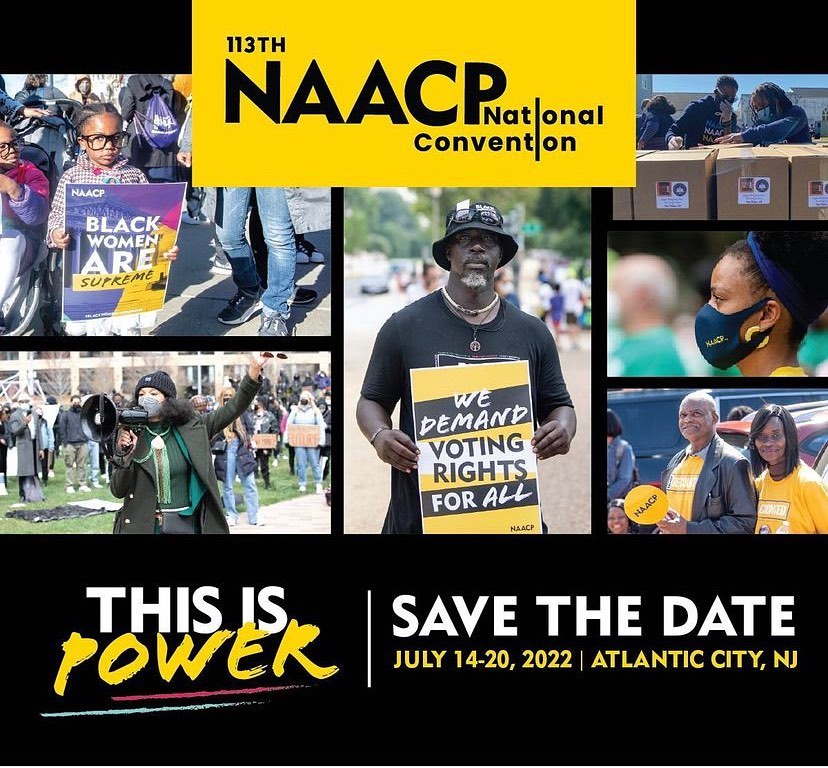 113TH
NAACP
National
Convention
NAACP
BLACK
WOMEN
ARE
SUPREME
WE
DEMAND
VOTING
RIGHTS
FOR ALL
NAACP
NAACP
NAACP
THIS IS
POWER
SAVE THE DATE
JULY 14-20, 2022 | ATLANTIC CITY, NJ